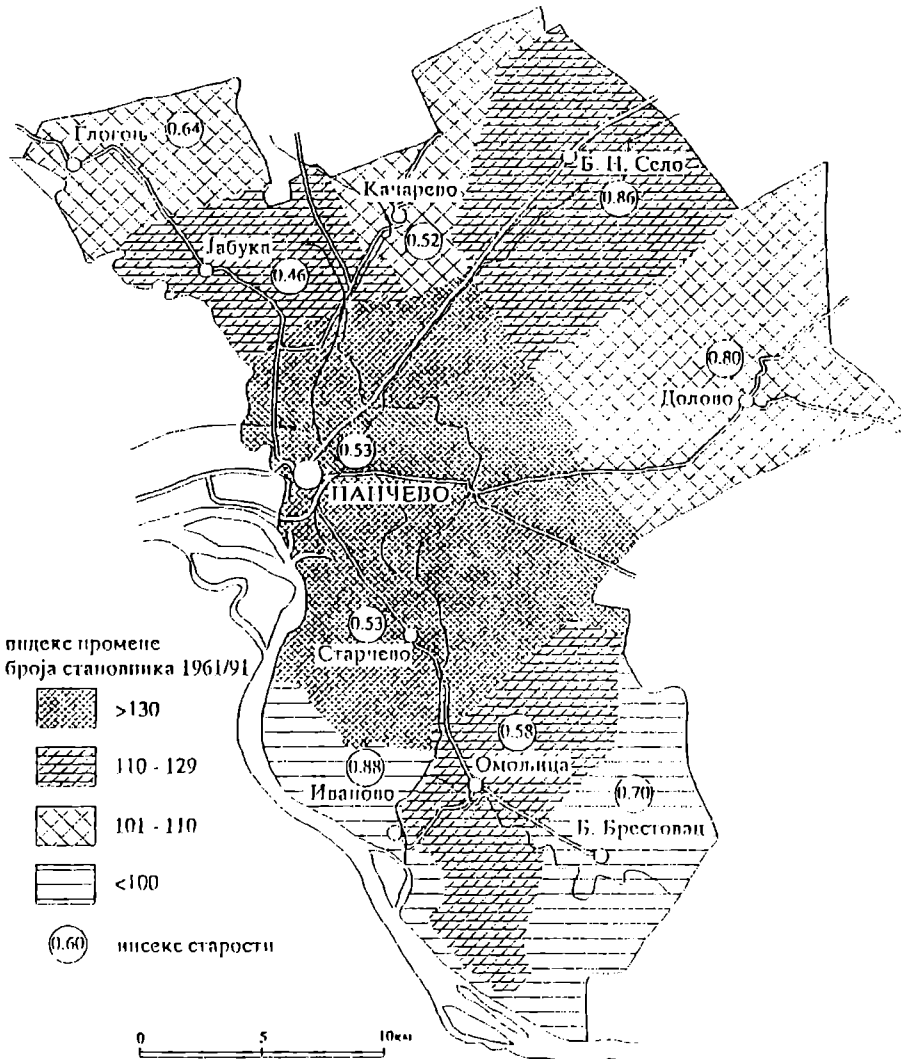 Глогоњ
0.64
Б. Н. Село
0.86
Качарево
0.52
Јабука
0.46
0.80
Долово
0.53
ПАНЧЕВО
0.53
Старчево
индекс промене
броја становника 1961/91
>130
110 - 129
101 - 110
<100
0.60 инсекс старости
0.58
Омољица
0.88
Иваново
0.70
Б. Брестовац
0 5 10км